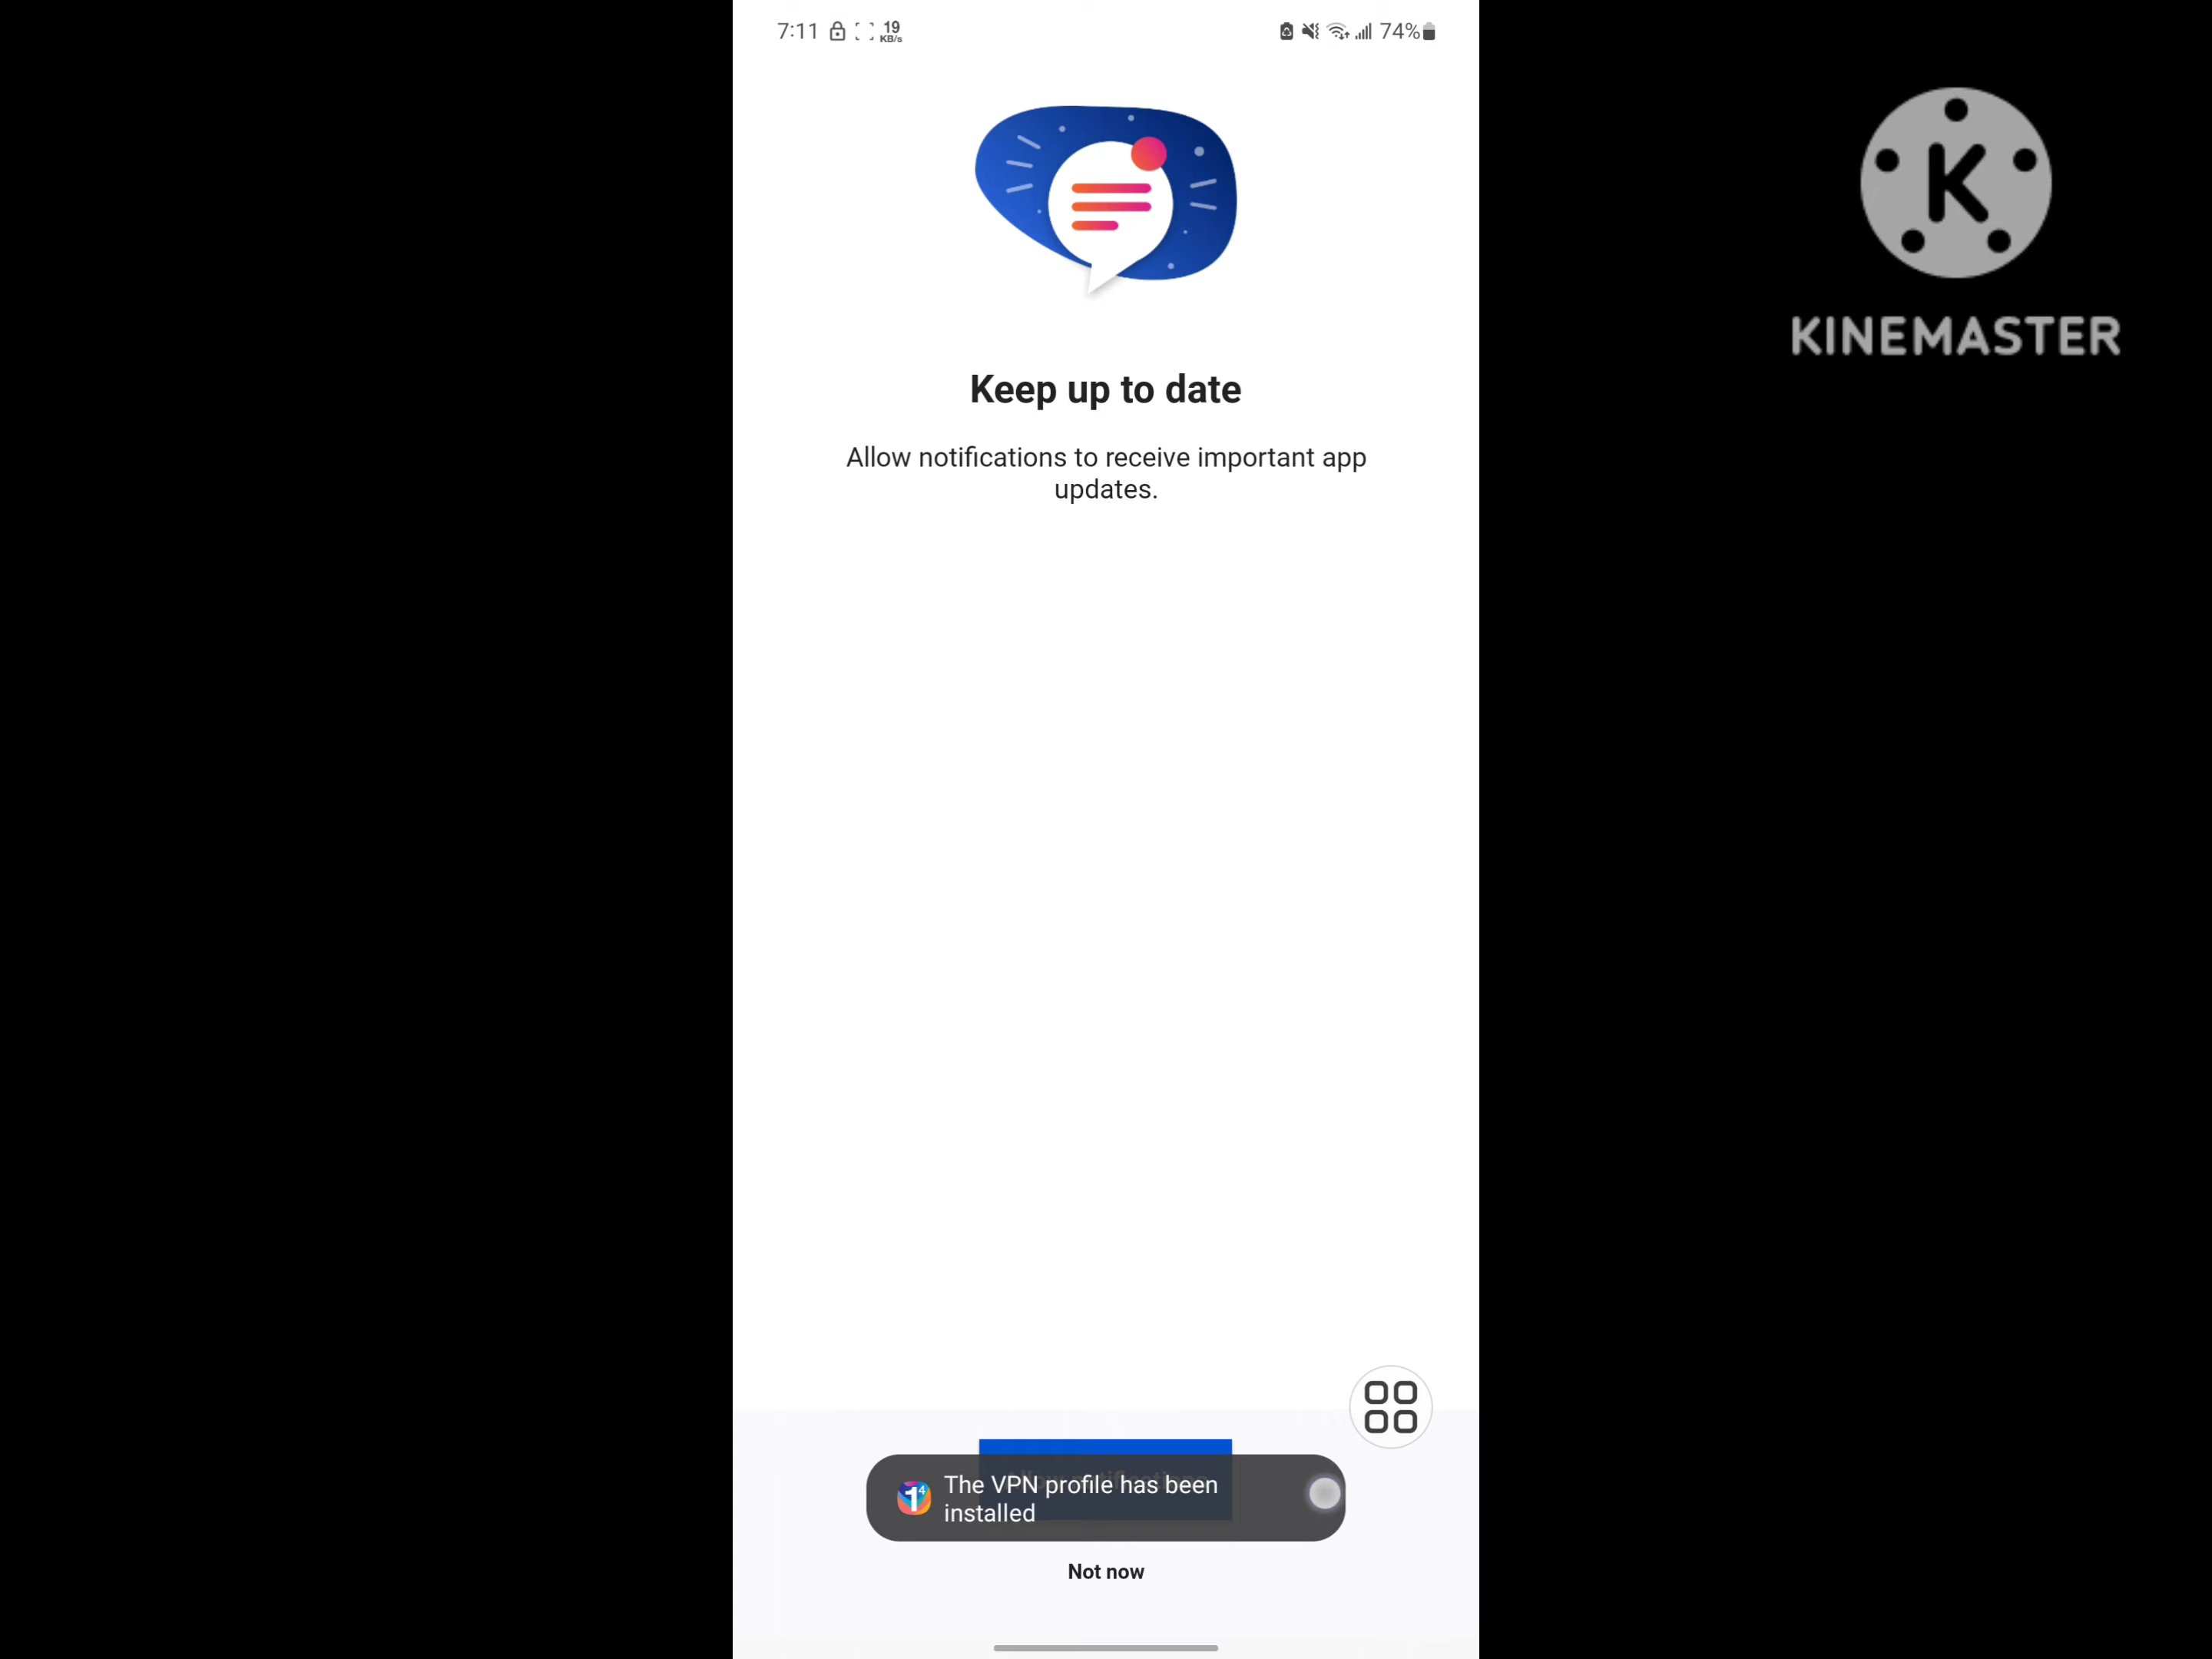 7:11 19 KB/s 74%
K
KINEMASTER
Keep up to date
Allow notifications to receive important app
updates.
1⁴ The VPN profile has been
installed
Not now